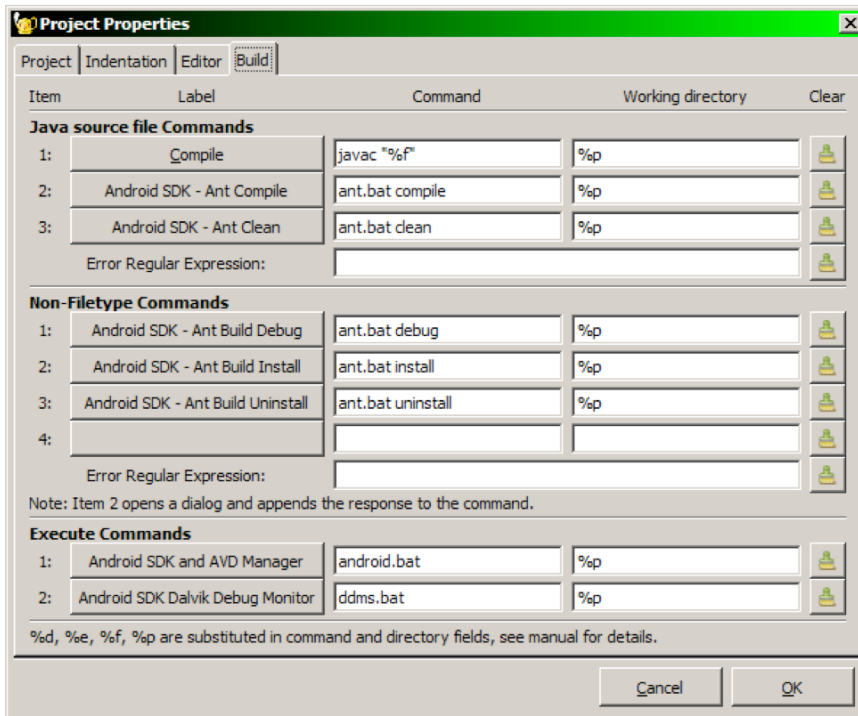 Project Properties
Project Indentation Editor Build
Item Label Command Working directory Clear
Java source file Commands
1: Compile javac "%f" %p
2: Android SDK - Ant Compile ant.bat compile %p
3: Android SDK - Ant Clean ant.bat clean %p
Error Regular Expression:
Non-Filetype Commands
1: Android SDK - Ant Build Debug ant.bat debug %p
2: Android SDK - Ant Build Install ant.bat install %p
3: Android SDK - Ant Build Uninstall ant.bat uninstall %p
4:
Error Regular Expression:
Note: Item 2 opens a dialog and appends the response to the command.
Execute Commands
1: Android SDK and AVD Manager android.bat %p
2: Android SDK Dalvik Debug Monitor ddms.bat %p
%d, %e, %f, %p are substituted in command and directory fields, see manual for details.
Cancel OK